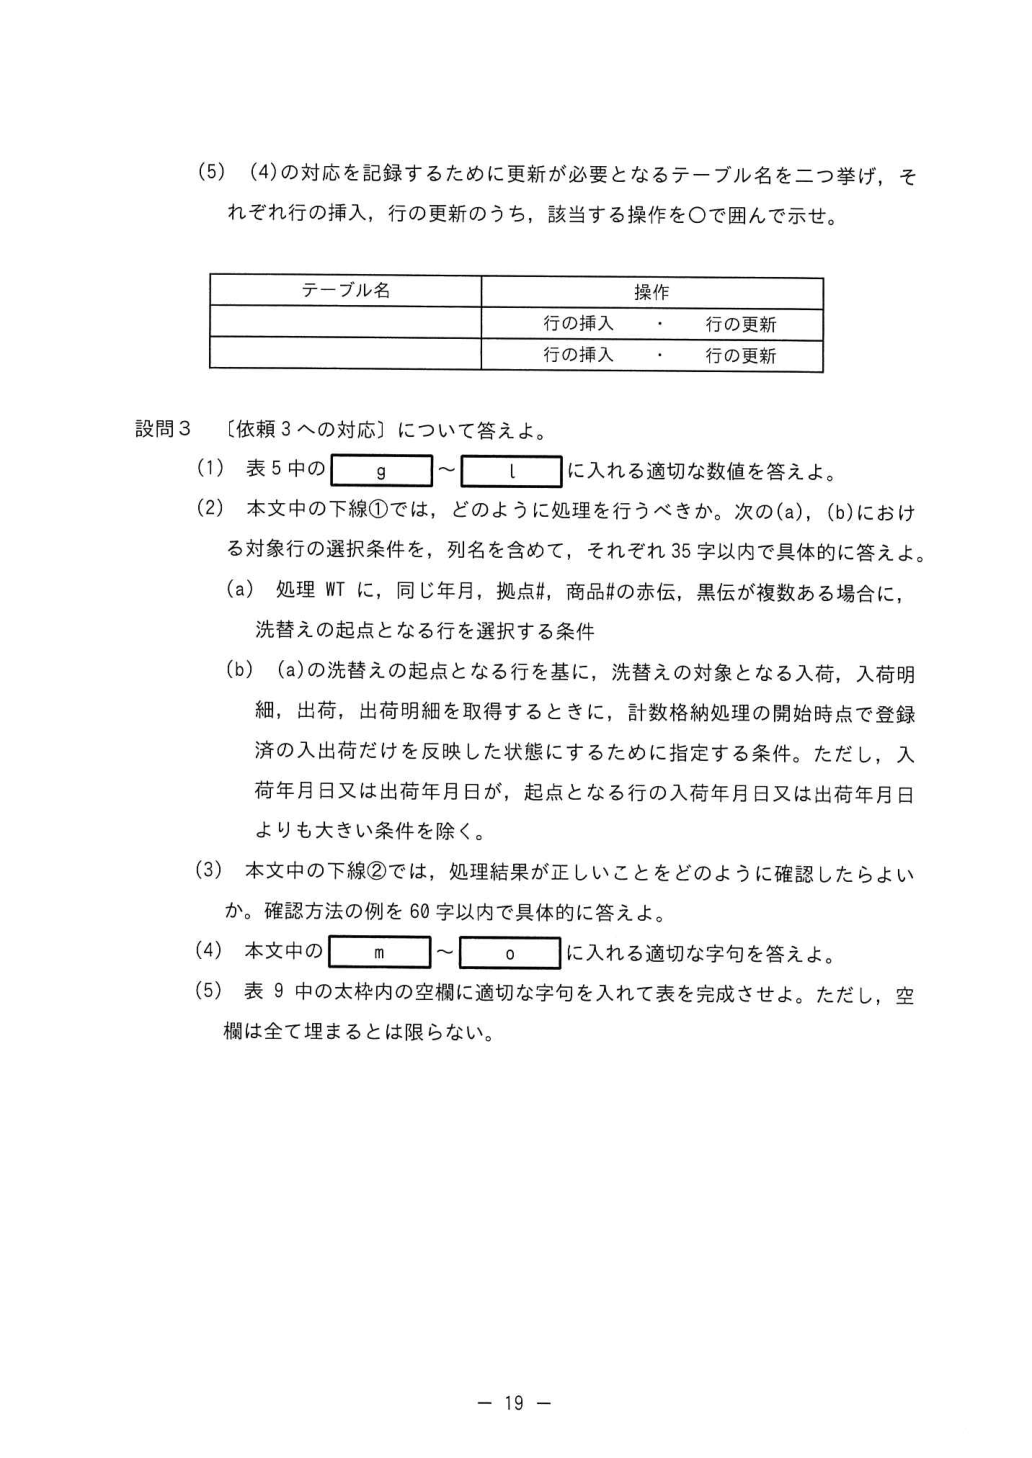 (5) (4)の対応を記録するために更新が必要となるテーブル名を二つ挙げ，そ
れぞれ行の挿入，行の更新のうち，該当する操作を○で囲んで示せ。
テーブル名 操作
行の挿入 ・ 行の更新
行の挿入 ・ 行の更新
設問3 〔依頼3への対応〕について答えよ。
(1) 表5中の g ～ l に入れる適切な数値を答えよ。
(2) 本文中の下線①では，どのように処理を行うべきか。次の(a)，(b)におけ
る対象行の選択条件を，列名を含めて，それぞれ35字以内で具体的に答えよ。
(a) 処理WTに，同じ年月，拠点#，商品#の赤伝，黒伝が複数ある場合に，
洗替えの起点となる行を選択する条件
(b) (a)の洗替えの起点となる行を基に，洗替えの対象となる入荷，入荷明
細，出荷，出荷明細を取得するときに，計数格納処理の開始時点で登録
済の入出荷だけを反映した状態にするために指定する条件。ただし，入
荷年月日又は出荷年月日が，起点となる行の入荷年月日又は出荷年月日
よりも大きい条件を除く。
(3) 本文中の下線②では，処理結果が正しいことをどのように確認したらよい
か。確認方法の例を60字以内で具体的に答えよ。
(4) 本文中の m ～ o に入れる適切な字句を答えよ。
(5) 表9中の太枠内の空欄に適切な字句を入れて表を完成させよ。ただし，空
欄は全て埋まるとは限らない。
－ 19 －